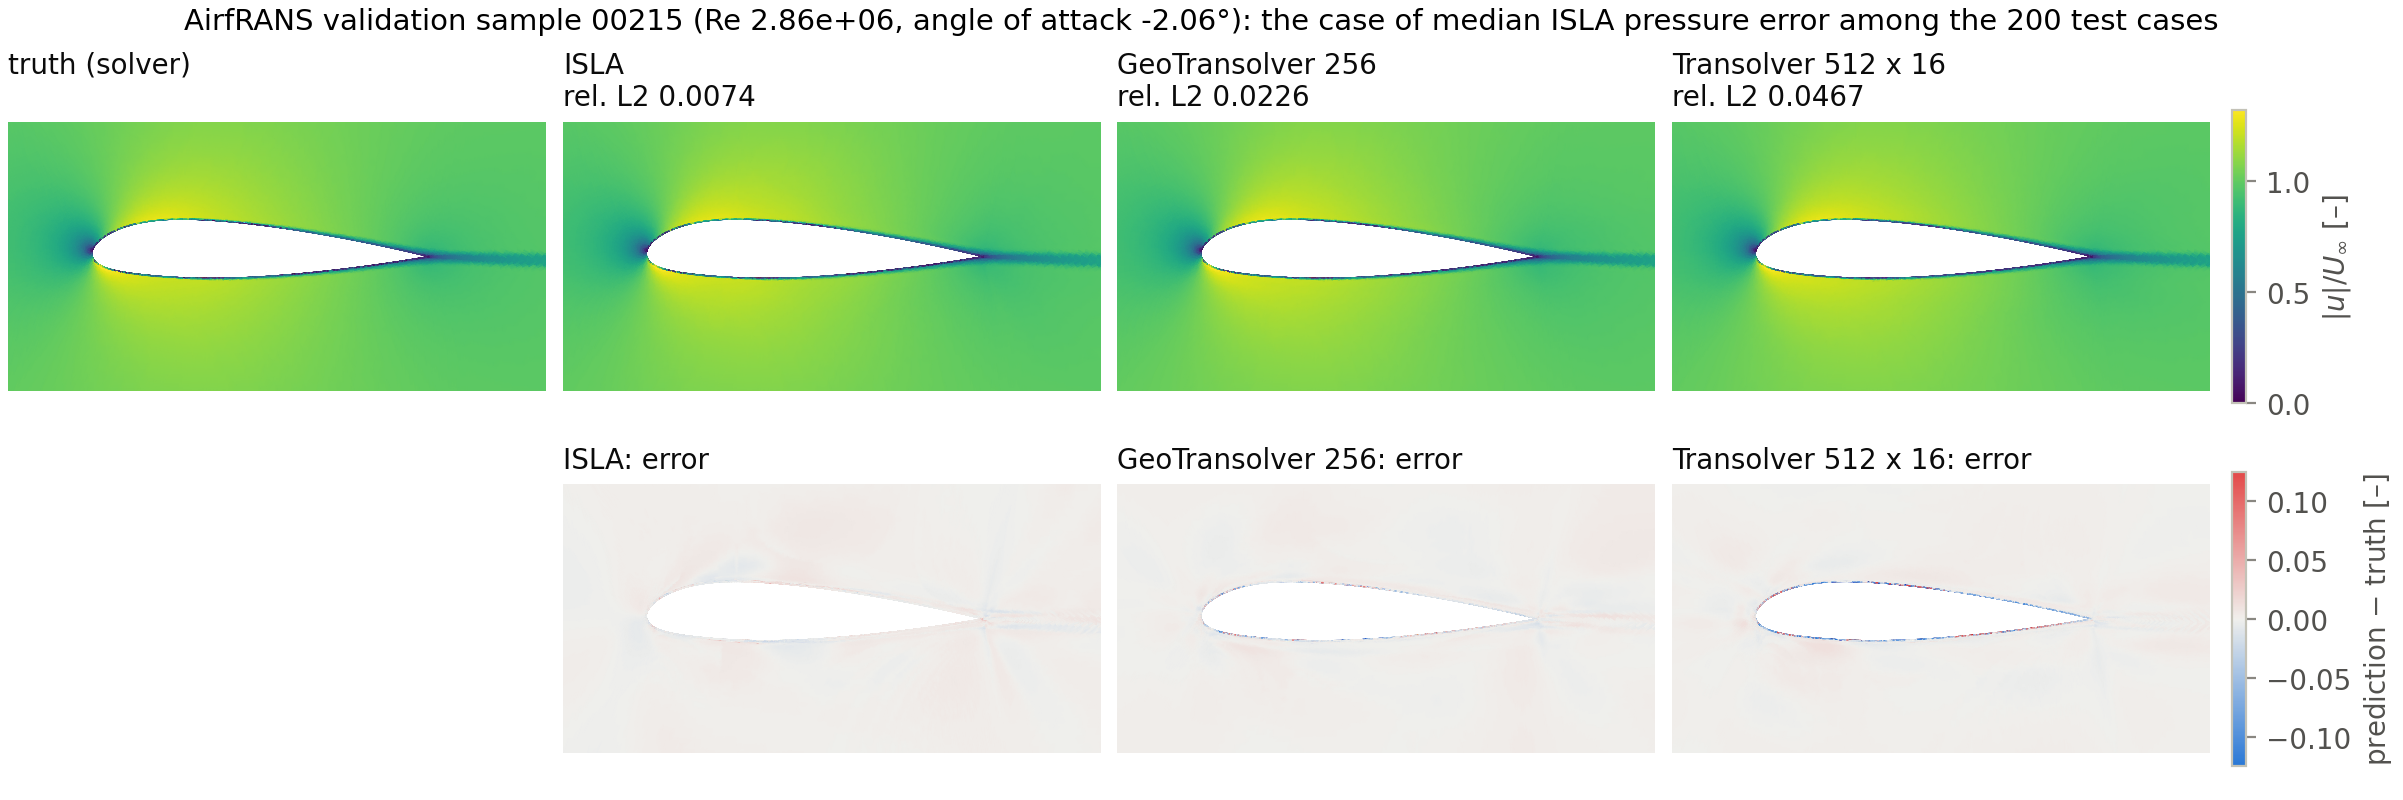 AirfRANS validation sample 00215 (Re 2.86e+06, angle of attack -2.06°): the case of median ISLA pressure error among the 200 test cases
truth (solver)
ISLA
rel. L2 0.0074
GeoTransolver 256
rel. L2 0.0226
Transolver 512 x 16
rel. L2 0.0467
1.0
0.5
0.0
|u|/U∞ [–]
ISLA: error
GeoTransolver 256: error
Transolver 512 x 16: error
0.10
0.05
0.00
−0.05
−0.10
prediction − truth [–]